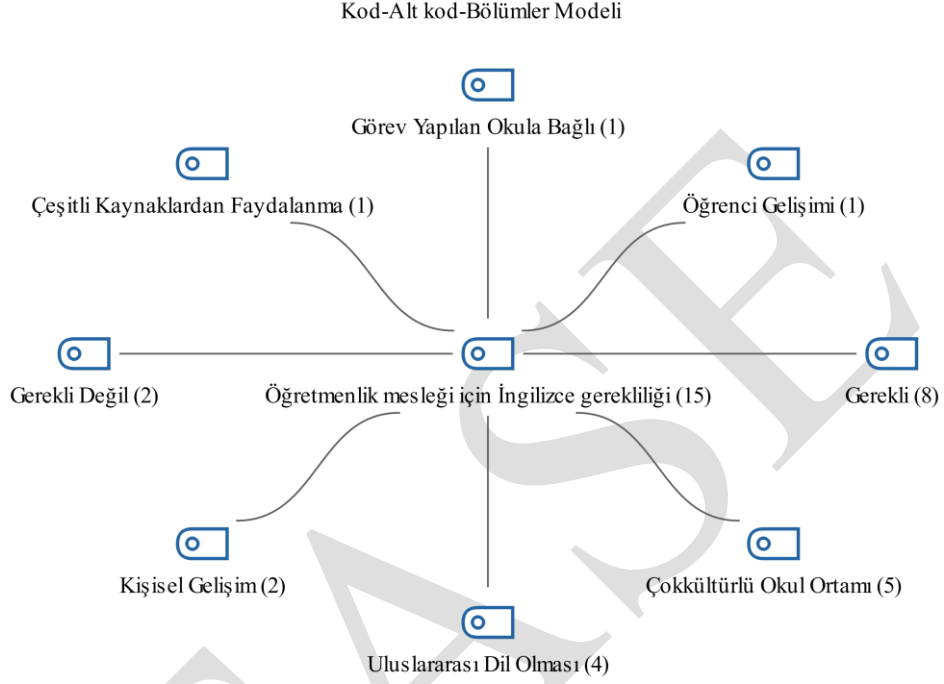 Kod-Alt kod-Bölümler Modeli
Görev Yapılan Okula Bağlı (1)
Çeşitli Kaynaklardan Faydalanma (1)
Öğrenci Gelişimi (1)
Gerekli Değil (2)
Öğretmenlik mesleği için İngilizce gerekliliği (15)
Gerekli (8)
Kişisel Gelişim (2)
Çokkültürlü Okul Ortamı (5)
Uluslararası Dil Olması (4)